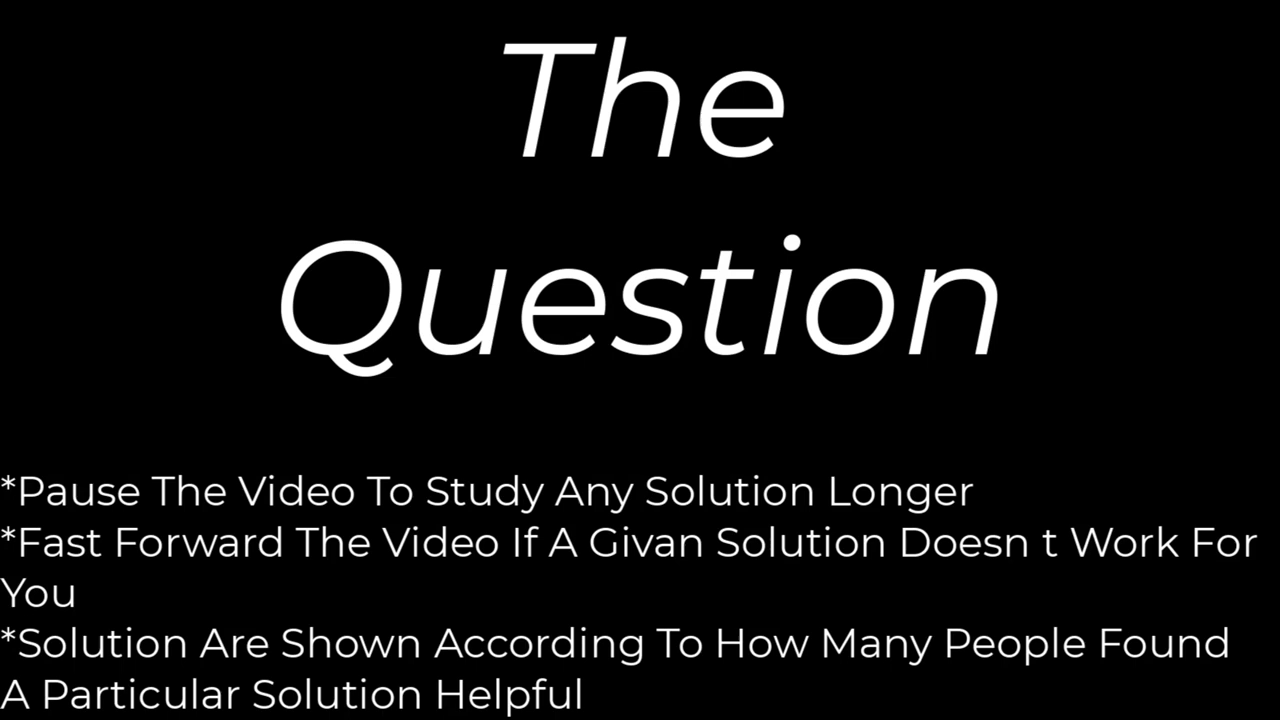 The
Question
*Pause The Video To Study Any Solution Longer
*Fast Forward The Video If A Givan Solution Doesn t Work For
You
*Solution Are Shown According To How Many People Found
A Particular Solution Helpful